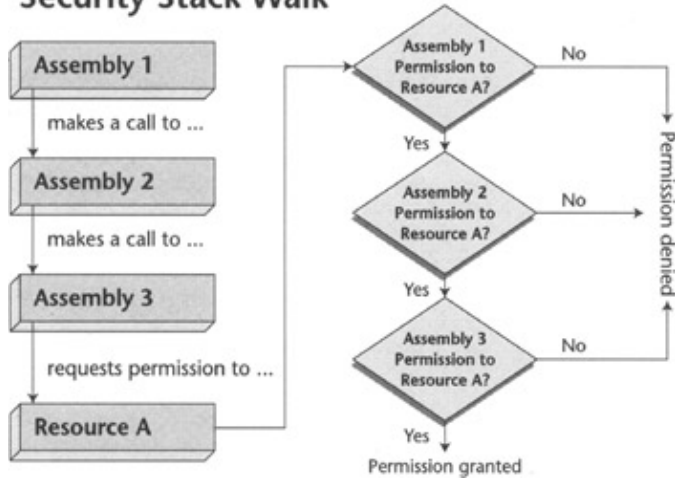 Security Stack Walk
Assembly 1
makes a call to ...
Assembly 2
makes a call to ...
Assembly 3
requests permission to ...
Resource A
Assembly 1
Permission to
Resource A?
No
Yes
Assembly 2
Permission to
Resource A?
No
Yes
Assembly 3
Permission to
Resource A?
No
Yes
Permission granted
Permission denied